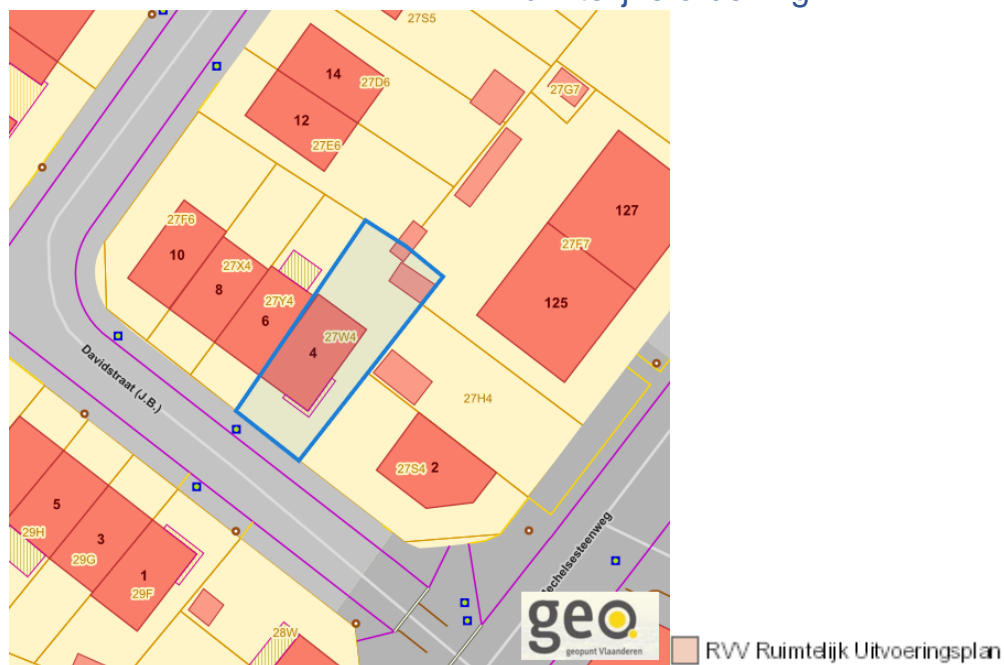 27S5
14
27D6
27G7
12
27E6
127
27F6
27F7
10
27X4
8
27Y4
125
6
27W4
4
Davidstraat (J.B.)
27H4
27S4
2
5
3
29H
29G
1
29F
28W
echelsesteenweg
geo.
geopunt Vlaanderen
RVV Ruimtelijk Uitvoeringsplan